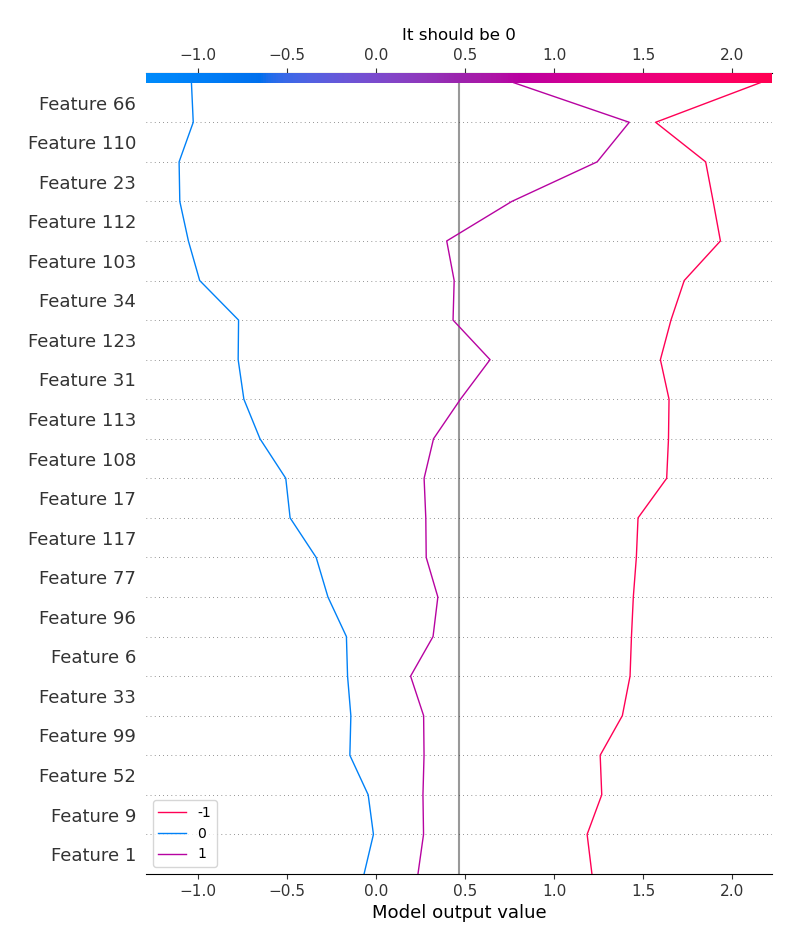 It should be 0
−1.0 −0.5 0.0 0.5 1.0 1.5 2.0
Feature 66
Feature 110
Feature 23
Feature 112
Feature 103
Feature 34
Feature 123
Feature 31
Feature 113
Feature 108
Feature 17
Feature 117
Feature 77
Feature 96
Feature 6
Feature 33
Feature 99
Feature 52
Feature 9
Feature 1
-1
0
1
−1.0 −0.5 0.0 0.5 1.0 1.5 2.0
Model output value